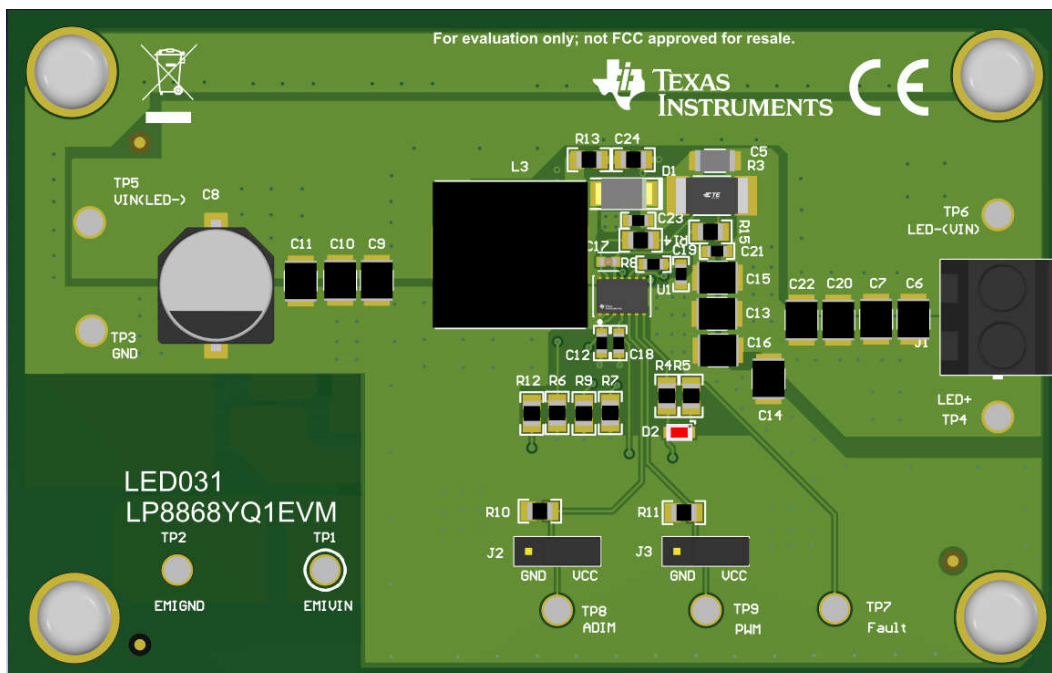 For evaluation only; not FCC approved for resale.
TEXAS
INSTRUMENTS
CE
R13
C24
L3
C5
R3
D1
TP5
VIN(LED-)
C8
TP6
LED-(VIN)
C23
R14
R15
C17
C19
C21
R8
C11
C10
C9
U1
C15
C22
C20
C7
C6
C13
TP3
GND
C12
C18
C16
J1
R4
R5
C14
LED+
TP4
R12
R6
R9
R7
D2
LED031
LP8868YQ1EVM
R10
R11
TP2
TP1
J2
J3
GND
VCC
GND
VCC
EMIGND
EMIVIN
TP8
ADIM
TP9
PWM
TP7
Fault